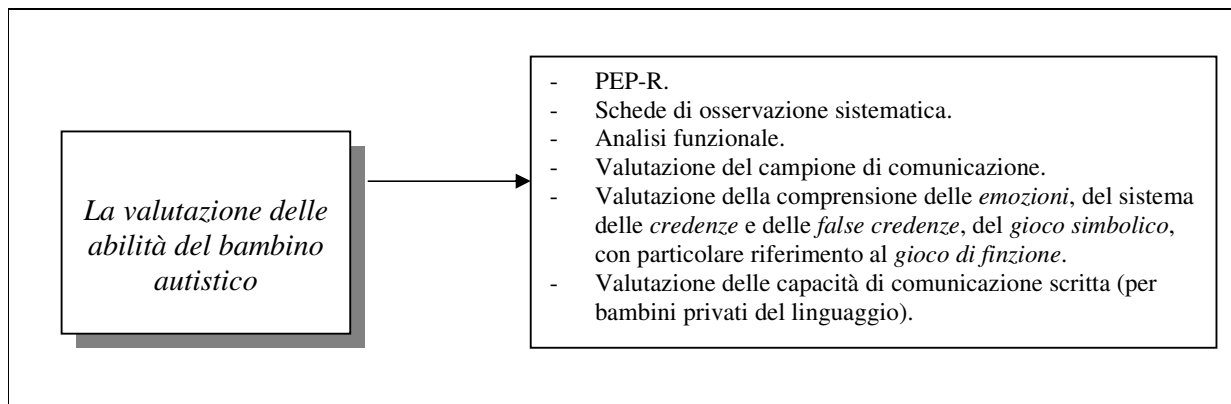 La valutazione delle
abilità del bambino
autistico
- PEP-R.
- Schede di osservazione sistematica.
- Analisi funzionale.
- Valutazione del campione di comunicazione.
- Valutazione della comprensione delle emozioni, del sistema
delle credenze e delle false credenze, del gioco simbolico,
con particolare riferimento al gioco di finzione.
- Valutazione delle capacità di comunicazione scritta (per
bambini privati del linguaggio).